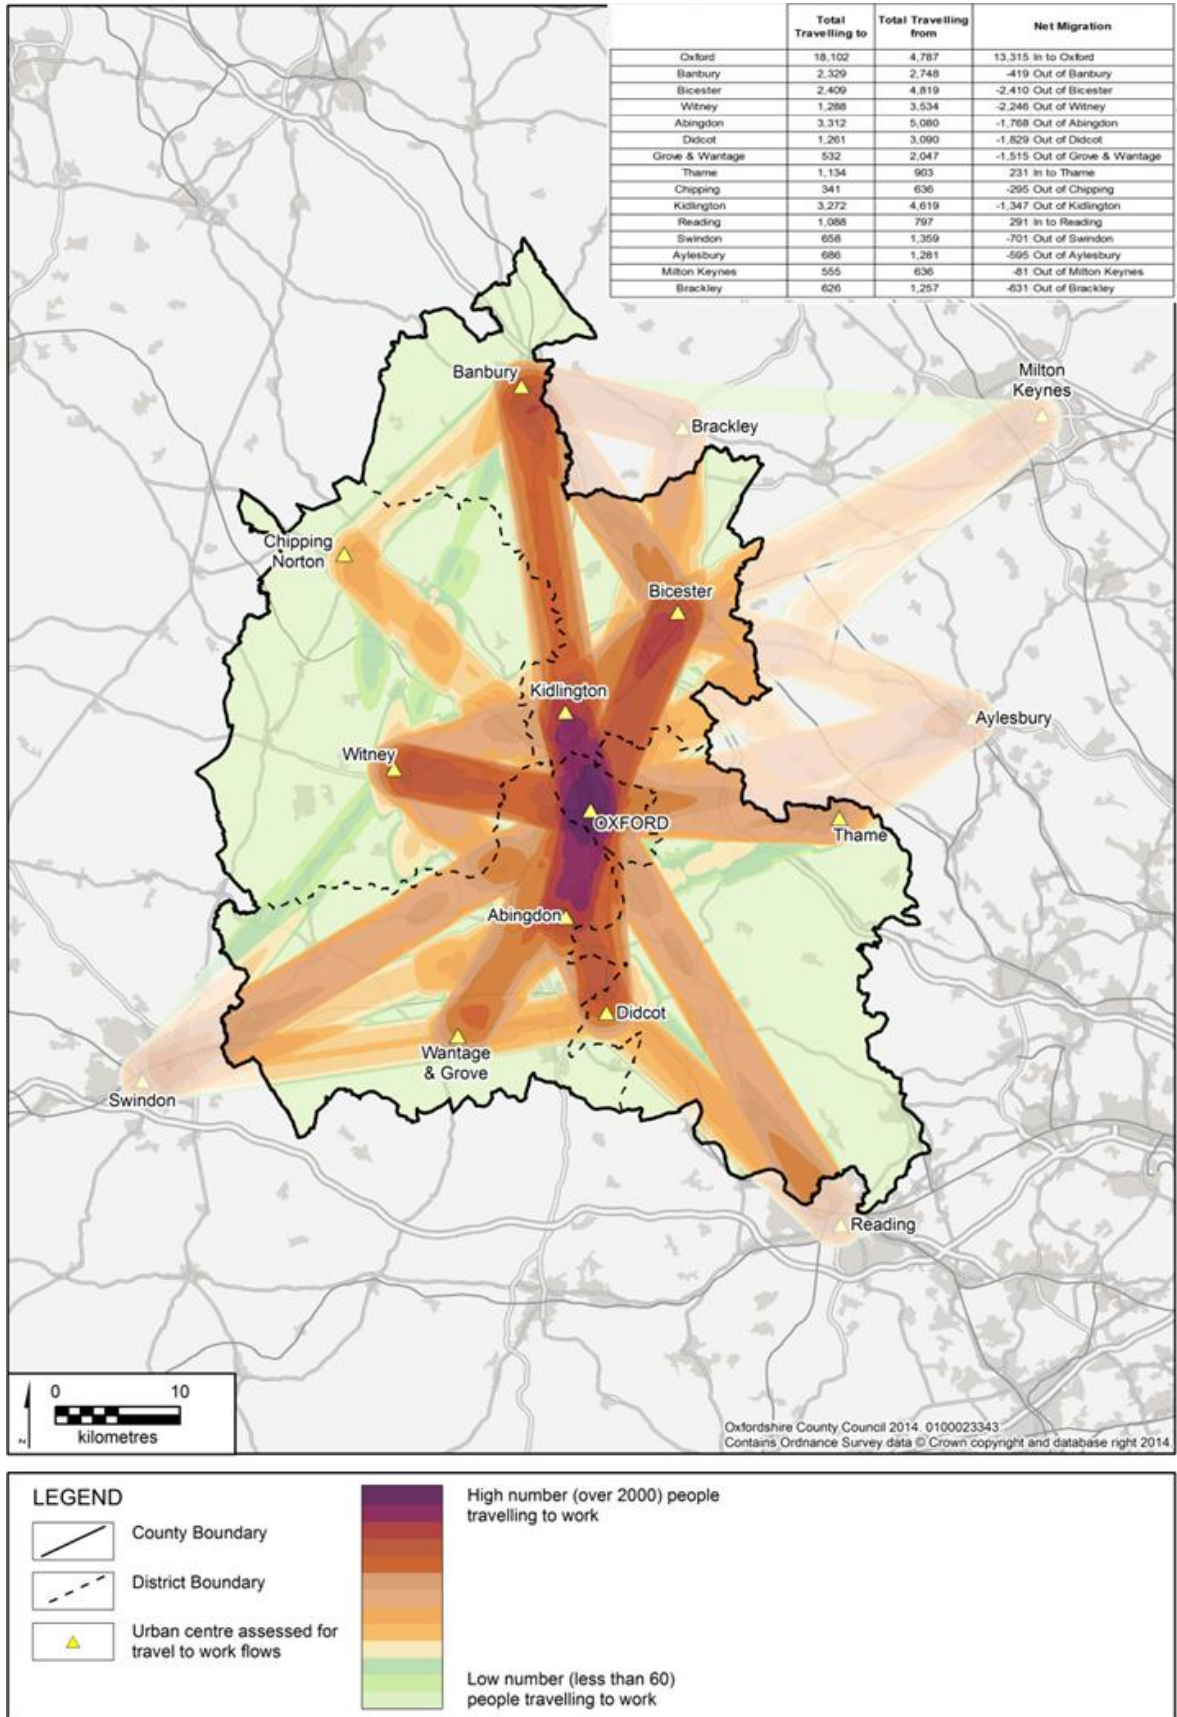 Total Travelling to Total Travelling from Net Migration
Oxford 18,102 4,787 13,315 In to Oxford
Banbury 2,329 2,748 -419 Out of Banbury
Bicester 2,409 4,819 -2,410 Out of Bicester
Witney 1,288 3,534 -2,246 Out of Witney
Abingdon 3,312 5,080 -1,768 Out of Abingdon
Didcot 1,261 3,090 -1,829 Out of Didcot
Grove & Wantage 532 2,047 -1,515 Out of Grove & Wantage
Thame 1,134 903 231 In to Thame
Chipping 341 636 -295 Out of Chipping
Kidlington 3,272 4,619 -1,347 Out of Kidlington
Reading 1,088 797 291 In to Reading
Swindon 658 1,359 -701 Out of Swindon
Aylesbury 686 1,281 -595 Out of Aylesbury
Milton Keynes 555 636 -81 Out of Milton Keynes
Brackley 626 1,257 -631 Out of Brackley
Banbury
Milton
Keynes
Brackley
Chipping
Norton
Bicester
Kidlington
Aylesbury
Witney
OXFORD
Thame
Abingdon
Didcot
Wantage
& Grove
Swindon
Reading
0 10
kilometres
N
Oxfordshire County Council 2014. 0100023343.
Contains Ordnance Survey data © Crown copyright and database right 2014.
LEGEND
County Boundary
District Boundary
Urban centre assessed for
travel to work flows
High number (over 2000) people
travelling to work
Low number (less than 60)
people travelling to work